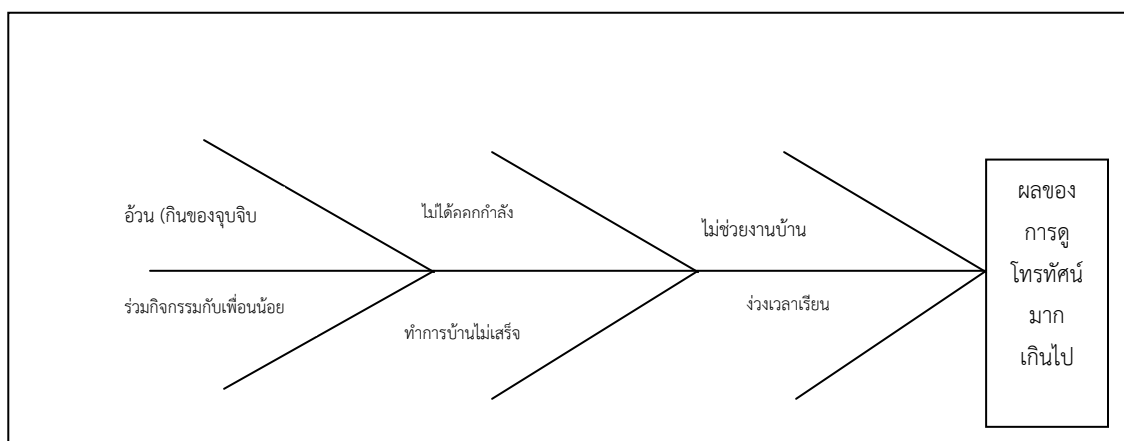 อ้วน (กินของจุบจิบ
ไม่ได้ออกกำลัง
ไม่ช่วยงานบ้าน
ร่วมกิจกรรมกับเพื่อนน้อย
ทำการบ้านไม่เสร็จ
ง่วงเวลาเรียน
ผลของ
การดู
โทรทัศน์
มาก
เกินไป